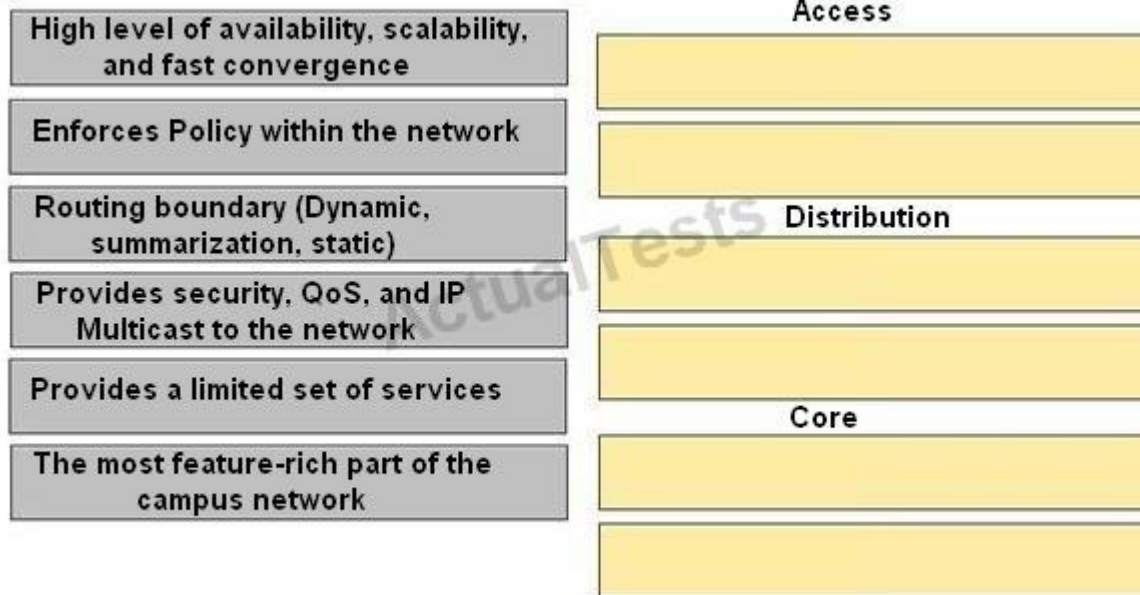 High level of availability, scalability,
and fast convergence
Enforces Policy within the network
Routing boundary (Dynamic,
summarization, static)
Provides security, QoS, and IP
Multicast to the network
Provides a limited set of services
The most feature-rich part of the
campus network
Access
Distribution
Core
ActualTests